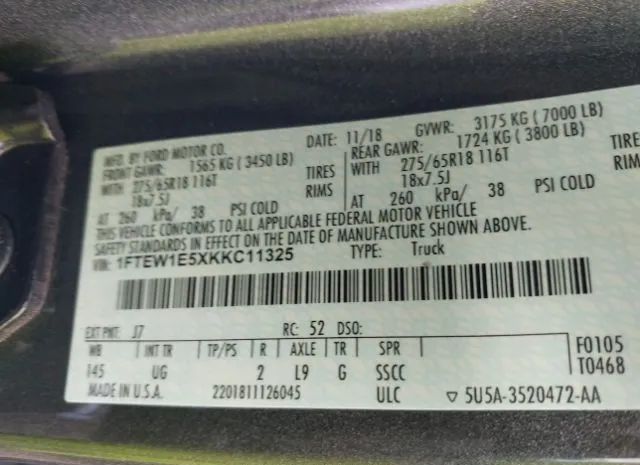 MFD. BY FORD MOTOR CO.
DATE: 11/18 GVWR: 3175 KG ( 7000 LB)
FRONT GAWR: 1565 KG ( 3450 LB)
REAR GAWR: 1724 KG ( 3800 LB)
WITH 275/65R18 116T TIRES
WITH 275/65R18 116T TIRES
18x7.5J RIMS
18x7.5J RIMS
AT 260 kPa/ 38 PSI COLD
AT 260 kPa/ 38 PSI COLD
THIS VEHICLE CONFORMS TO ALL APPLICABLE FEDERAL MOTOR VEHICLE
SAFETY STANDARDS IN EFFECT ON THE DATE OF MANUFACTURE SHOWN ABOVE.
VIN: 1FTEW1E5XKKC11325 TYPE: Truck
EXT PNT: J7 RC: 52 DSO: F0105
WB INT TR TP/PS R AXLE TR SPR T0468
145 UG 2 L9 G SSCC
MADE IN U.S.A. 2201811126045 ULC ▽ 5U5A-3520472-AA